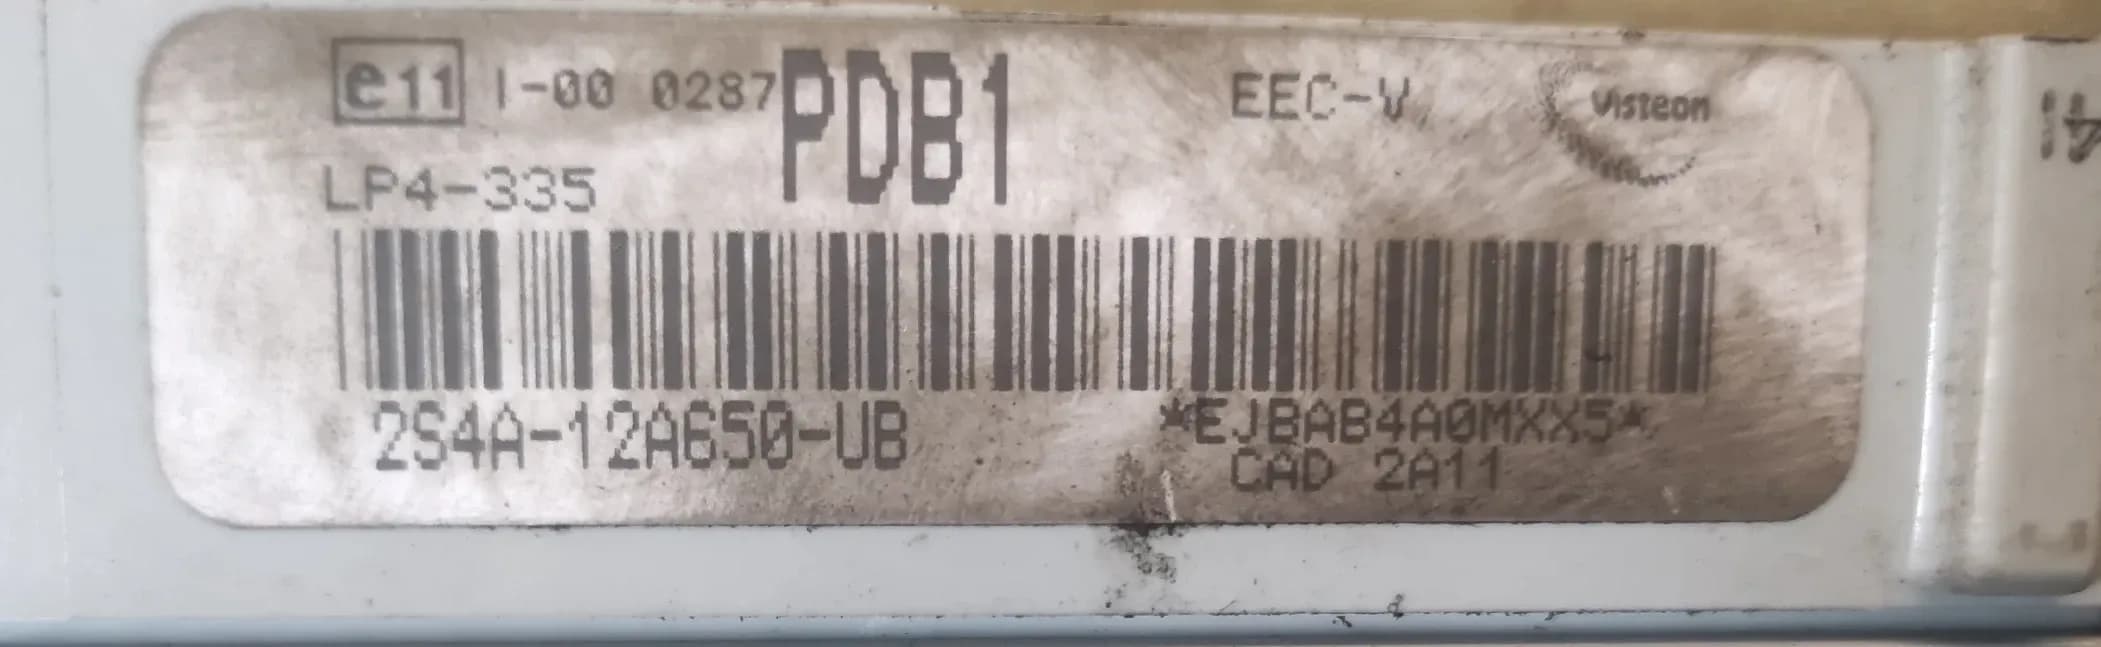 e11 I-00 0287 PDB1 EEC-V Visteon
LP4-335
2S4A-12A650-UB *EJBAB4A0MXX5*
CAD 2A11